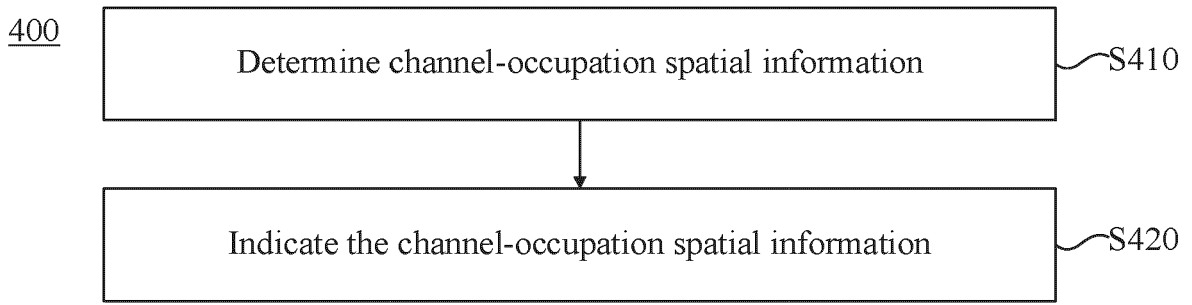 400
Determine channel-occupation spatial information
S410
Indicate the channel-occupation spatial information
S420